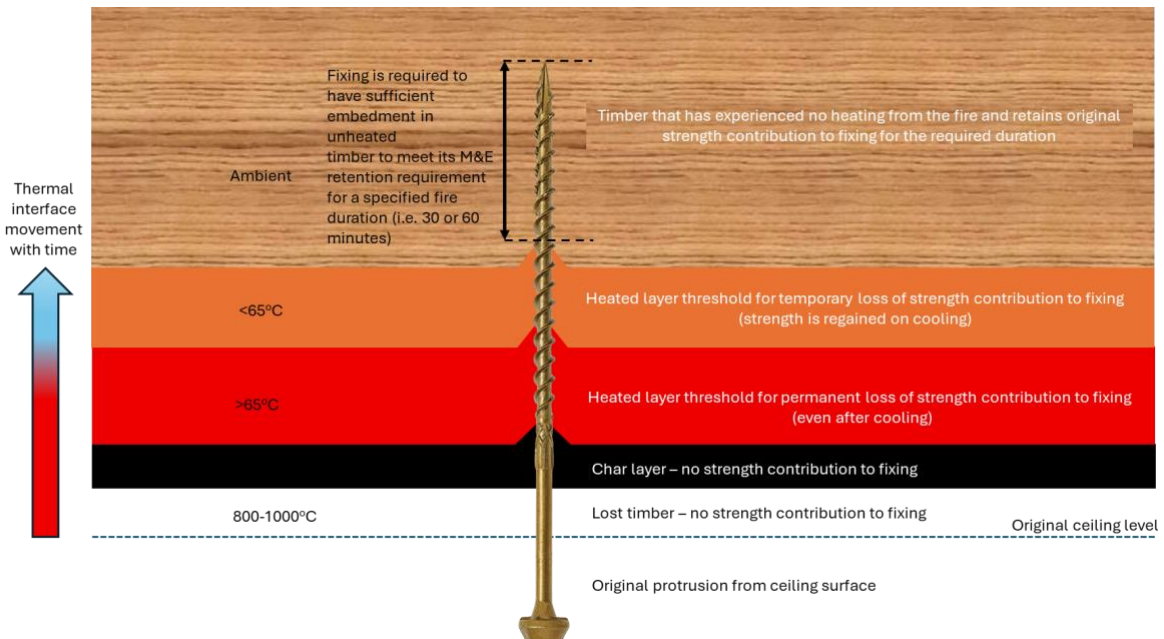 Fixing is required to
have sufficient
embedment in
unheated
timber to meet its M&E
retention requirement
for a specified fire
duration (i.e. 30 or 60
minutes)
Timber that has experienced no heating from the fire and retains original
strength contribution to fixing for the required duration
Ambient
Thermal
interface
movement
with time
<65°C
Heated layer threshold for temporary loss of strength contribution to fixing
(strength is regained on cooling)
>65°C
Heated layer threshold for permanent loss of strength contribution to fixing
(even after cooling)
Char layer – no strength contribution to fixing
800-1000°C
Lost timber – no strength contribution to fixing
Original ceiling level
Original protrusion from ceiling surface